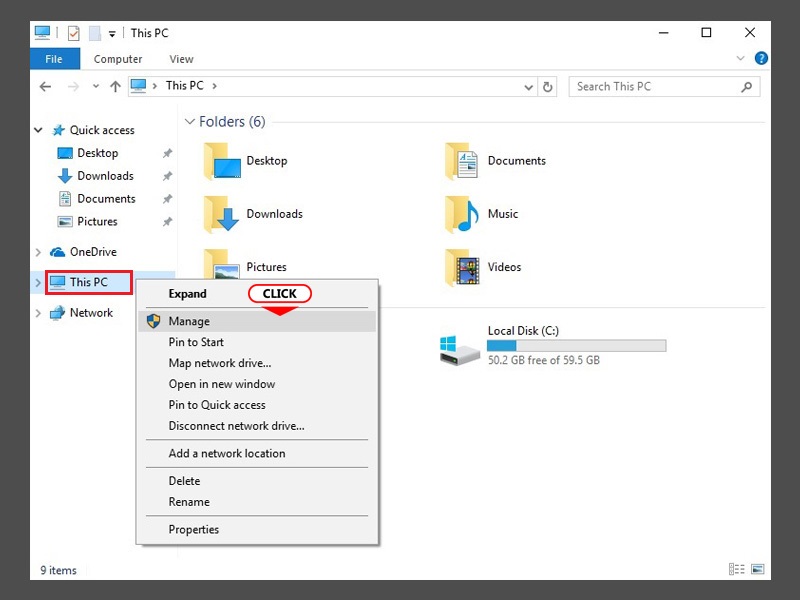 This PC
File
Computer
View
This PC
Search This PC
Quick access
Desktop
Downloads
Documents
Pictures
OneDrive
This PC
Network
Folders (6)
Desktop
Documents
Downloads
Music
Pictures
Videos
Local Disk (C:)
50.2 GB free of 59.5 GB
Expand
CLICK
Manage
Pin to Start
Map network drive...
Open in new window
Pin to Quick access
Disconnect network drive...
Add a network location
Delete
Rename
Properties
9 items